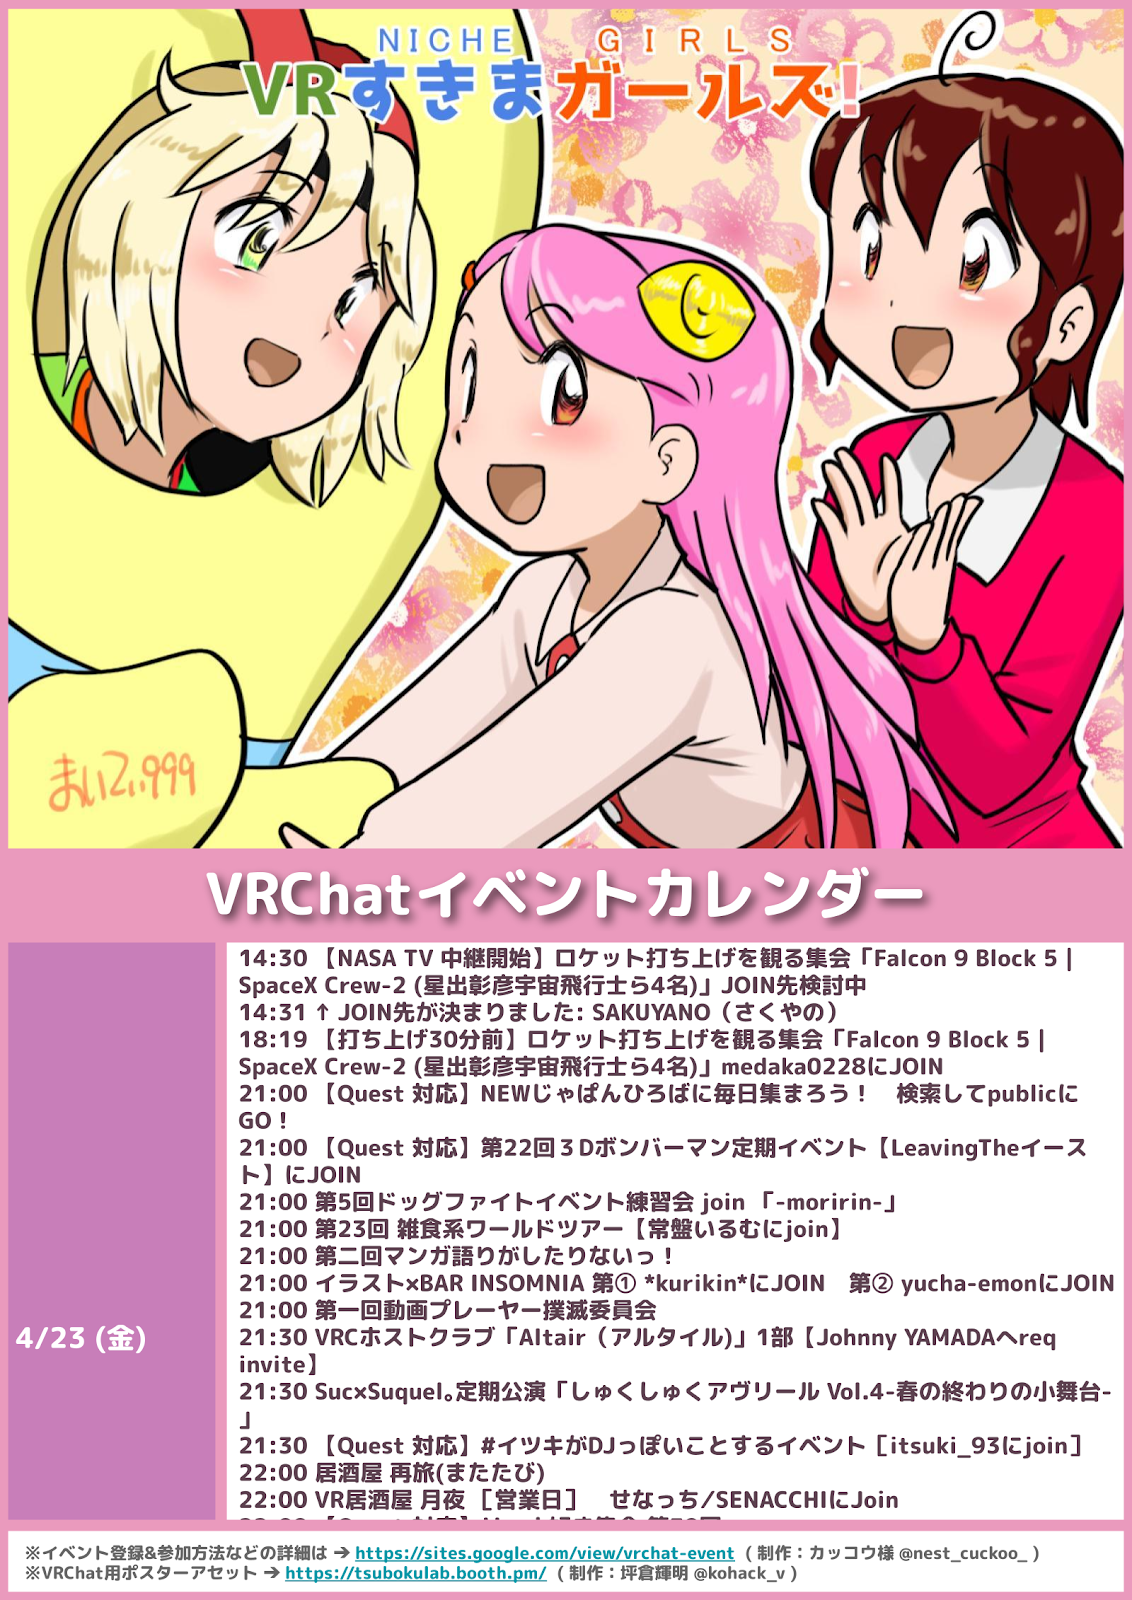 NICHE GIRLS
VRすきまガールズ!
まいてい999
VRChatイベントカレンダー
4/23 (金)
14:30 【NASA TV 中継開始】ロケット打ち上げを観る集会「Falcon 9 Block 5 |
SpaceX Crew-2 (星出彰彦宇宙飛行士ら4名)」JOIN先検討中
14:31 ↑ JOIN先が決まりました: SAKUYANO（さくやの）
18:19 【打ち上げ30分前】ロケット打ち上げを観る集会「Falcon 9 Block 5 |
SpaceX Crew-2 (星出彰彦宇宙飛行士ら4名)」medaka0228にJOIN
21:00 【Quest 対応】NEWじゃぱんひろばに毎日集まろう！　検索してpublicに
GO！
21:00 【Quest 対応】第22回３Dボンバーマン定期イベント【LeavingTheイース
ト】にJOIN
21:00 第5回ドッグファイトイベント練習会 join 「-moririn-」
21:00 第23回 雑食系ワールドツアー【常盤いるむにjoin】
21:00 第二回マンガ語りがしたりないっ！
21:00 イラスト×BAR INSOMNIA 第① *kurikin*にJOIN　第② yucha-emonにJOIN
21:00 第一回動画プレーヤー撲滅委員会
21:30 VRCホストクラブ「Altair（アルタイル)」1部【Johnny YAMADAへreq
invite】
21:30 Suc×Suquel｡定期公演「しゅくしゅくアヴリール Vol.4-春の終わりの小舞台-
」
21:30 【Quest 対応】#イツキがDJっぽいことするイベント［itsuki_93にjoin］
22:00 居酒屋 再旅(またたび)
22:00 VR居酒屋 月夜 ［営業日］　せなっち/SENACCHIにJoin
※イベント登録&参加方法などの詳細は → https://sites.google.com/view/vrchat-event （制作：カッコウ様 @nest_cuckoo_ ）
※VRChat用ポスターアセット → https://tsubokulab.booth.pm/ （制作：坪倉輝明 @kohack_v ）